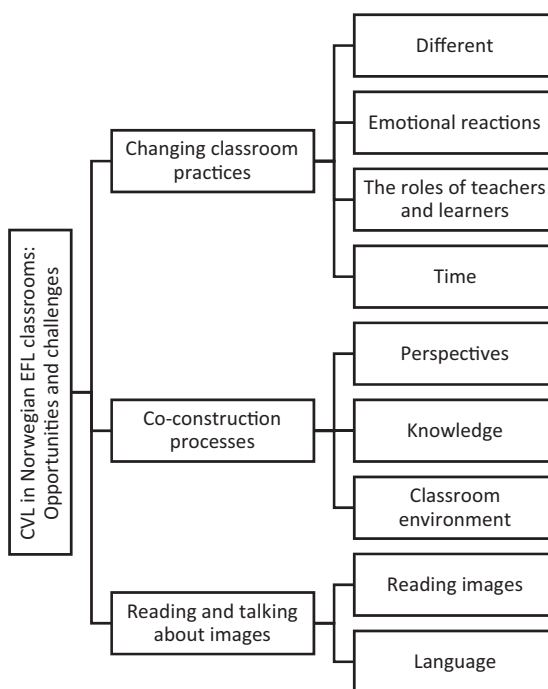 CVL in Norwegian EFL classrooms:
Opportunities and challenges
Changing classroom
practices
Different
Emotional reactions
The roles of teachers
and learners
Time
Co-construction
processes
Perspectives
Knowledge
Classroom
environment
Reading and talking
about images
Reading images
Language